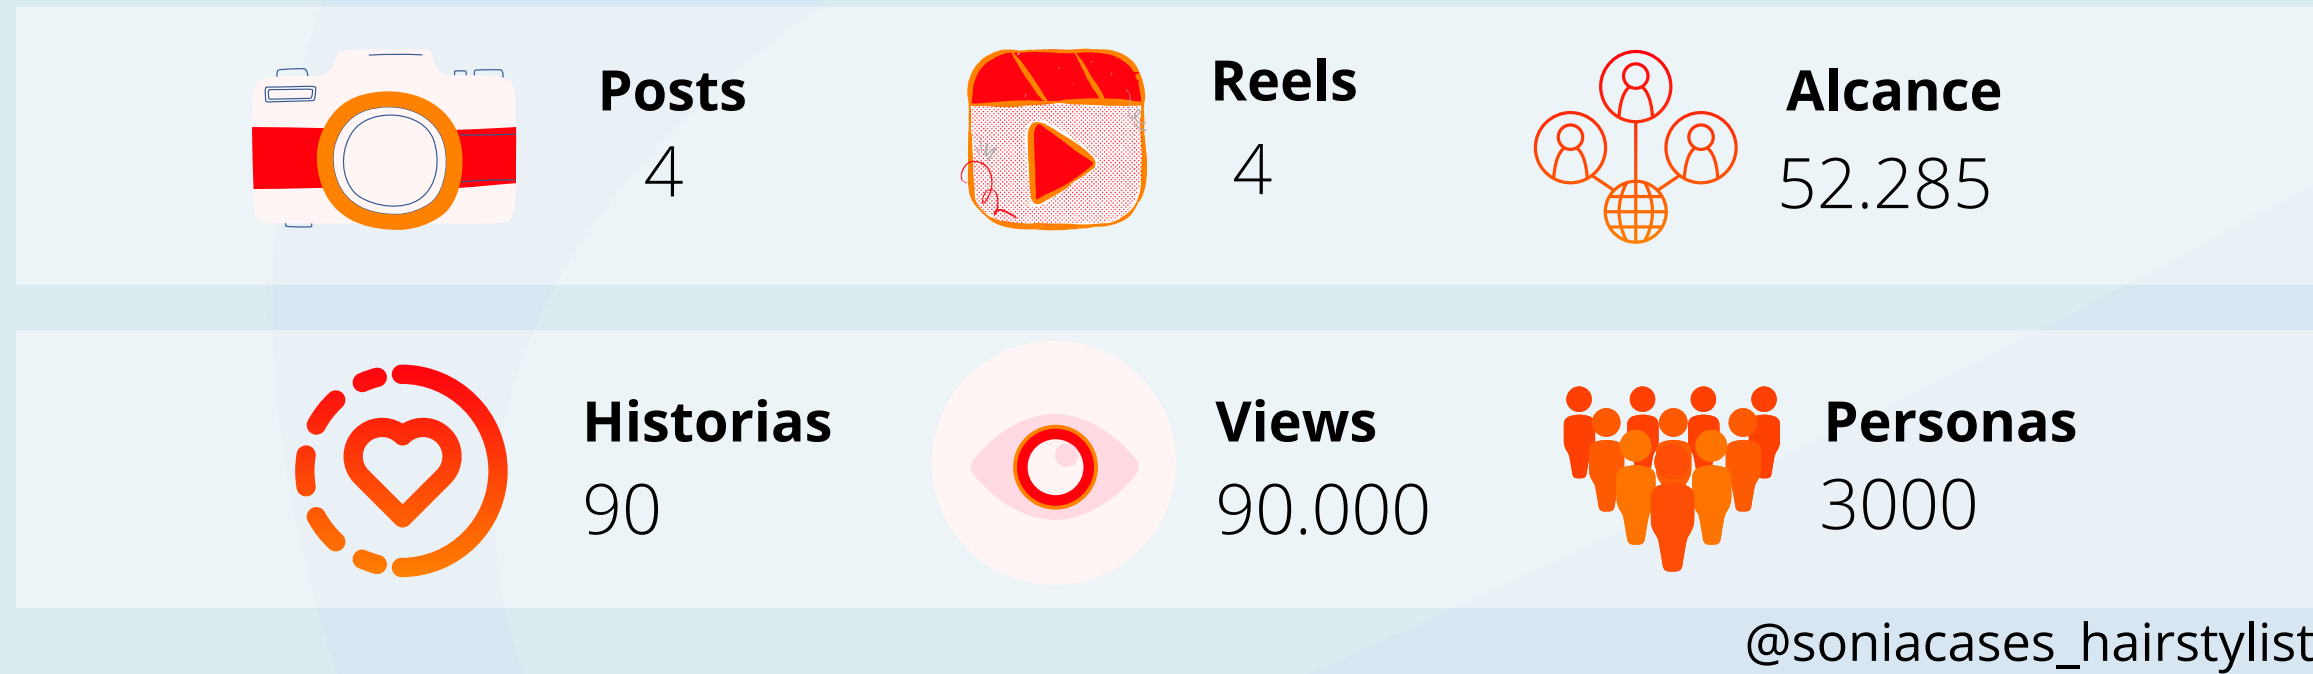 Posts
4
Reels
4
Alcance
52.285
Historias
90
Views
90.000
Personas
3000
@soniacases_hairstylist